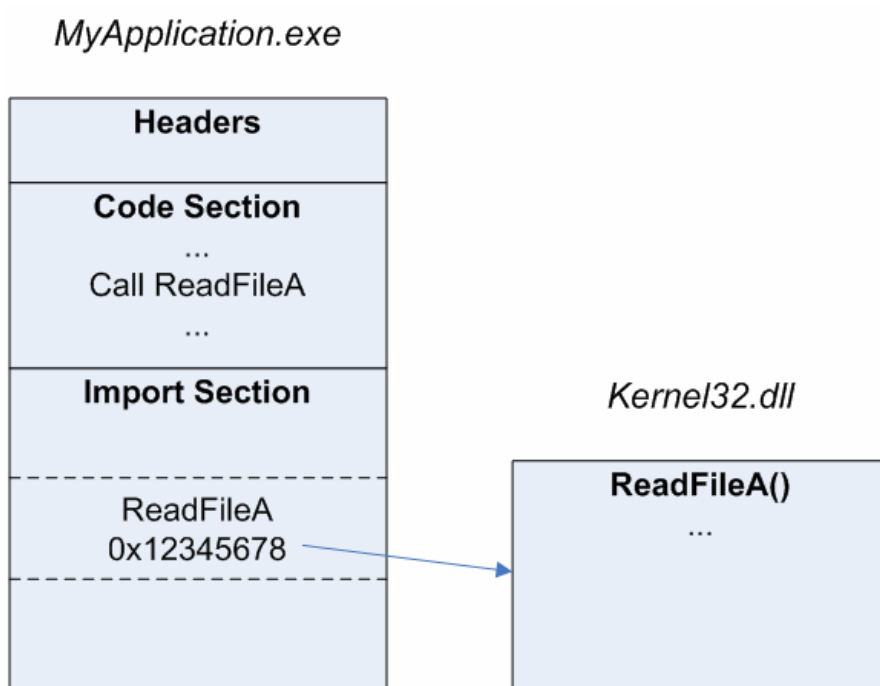 MyApplication.exe
Headers
Code Section
...
Call ReadFileA
...
Import Section
ReadFileA
0x12345678
Kernel32.dll
ReadFileA()
...